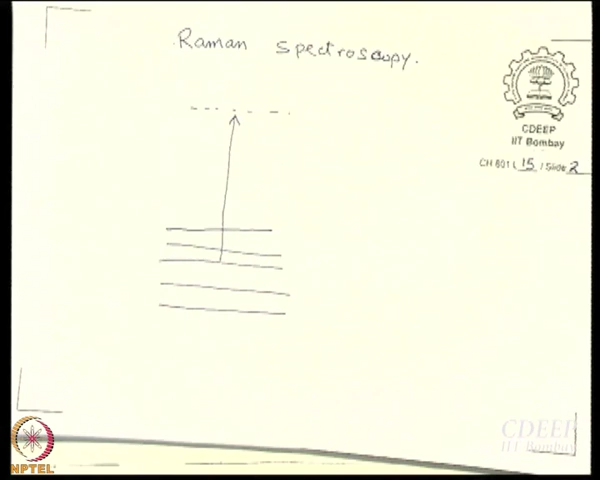 Raman Spectroscopy.
CDEEP
IIT Bombay
CH 601 L 15 / Slide 2
CDEEP
IIT Bombay
NPTEL